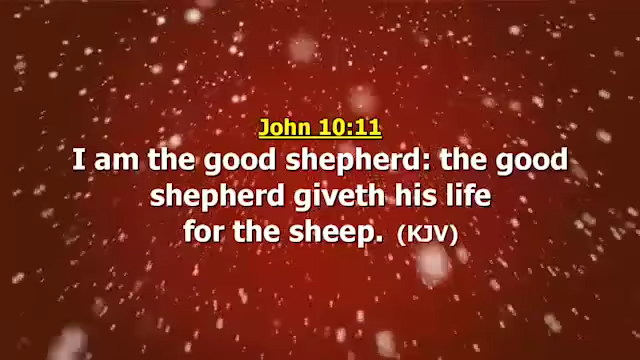 John 10:11
I am the good shepherd: the good
shepherd giveth his life
for the sheep. (KJV)